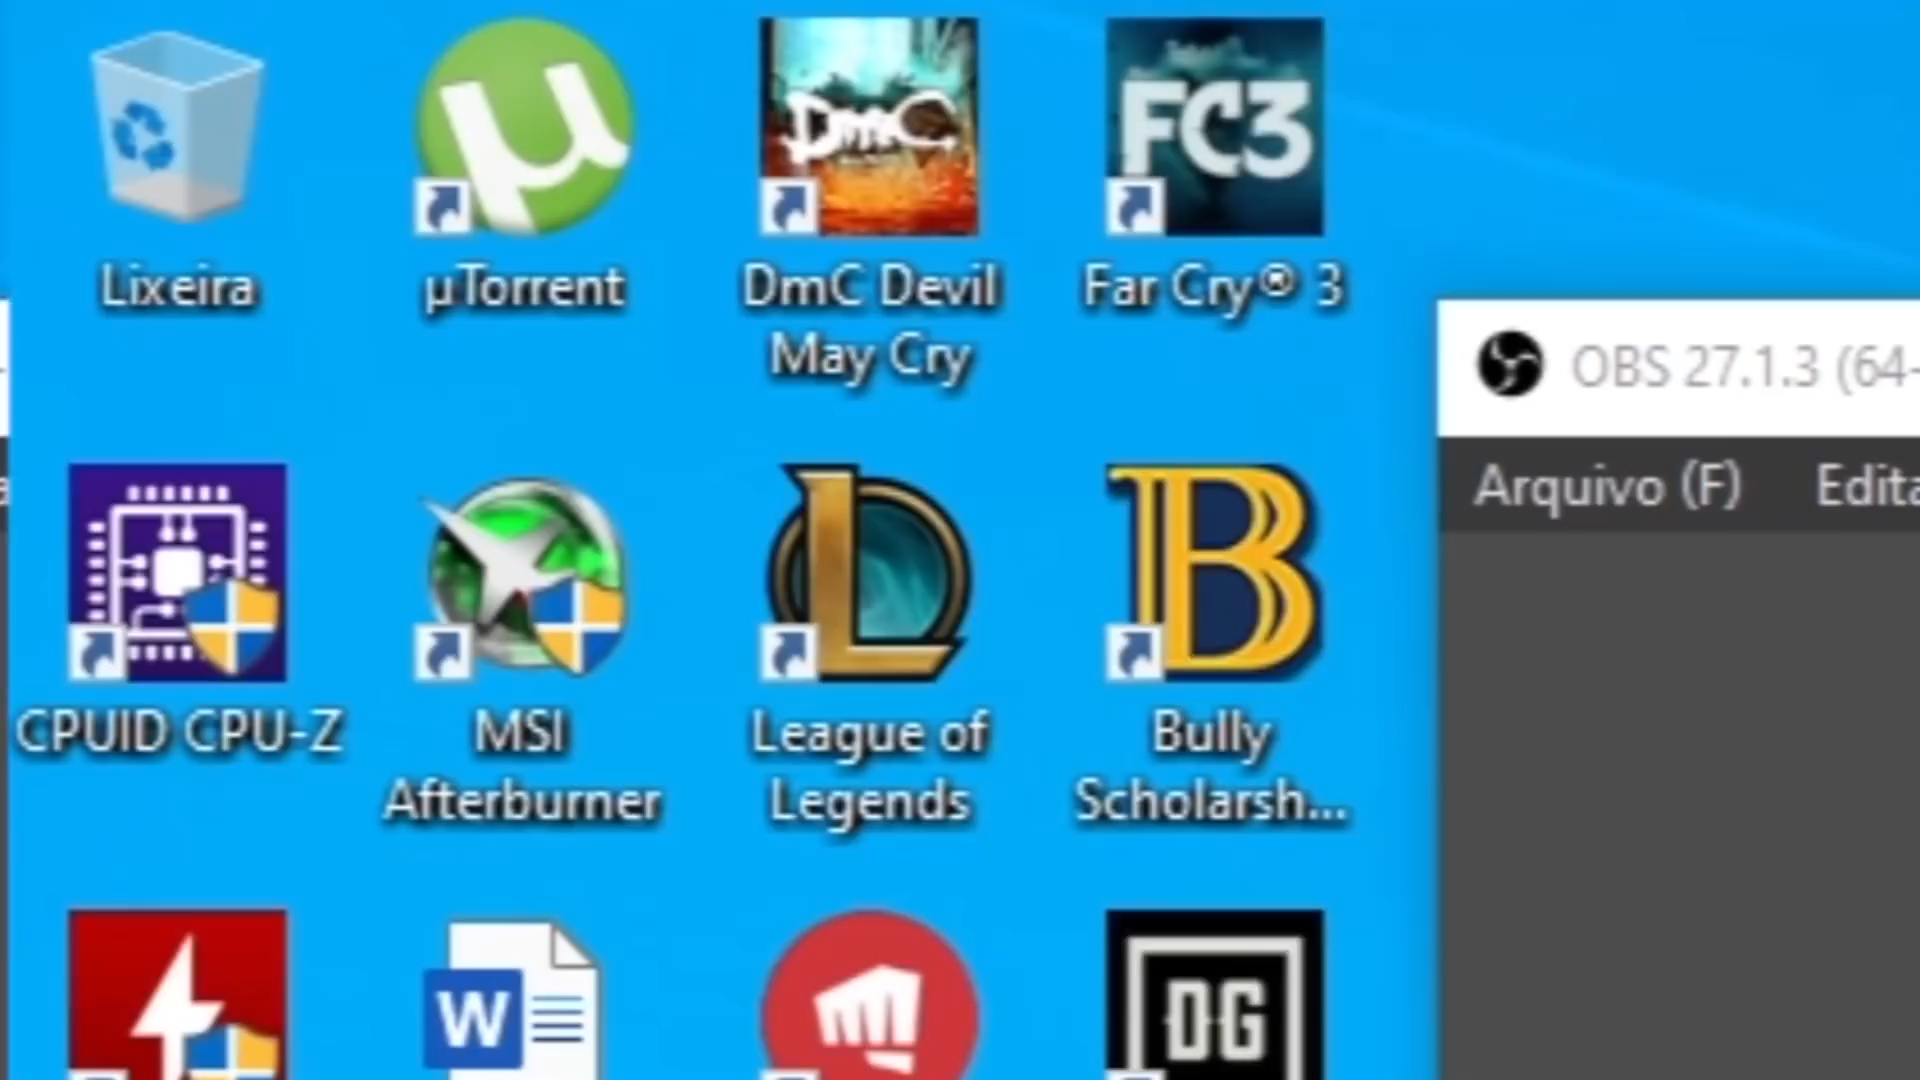 DmC
FC3
Lixeira
µTorrent
DmC Devil
May Cry
Far Cry® 3
OBS 27.1.3 (64-
Arquivo (F) Edita
CPUID CPU-Z
MSI
Afterburner
League of
Legends
Bully
Scholarsh...
W
DG